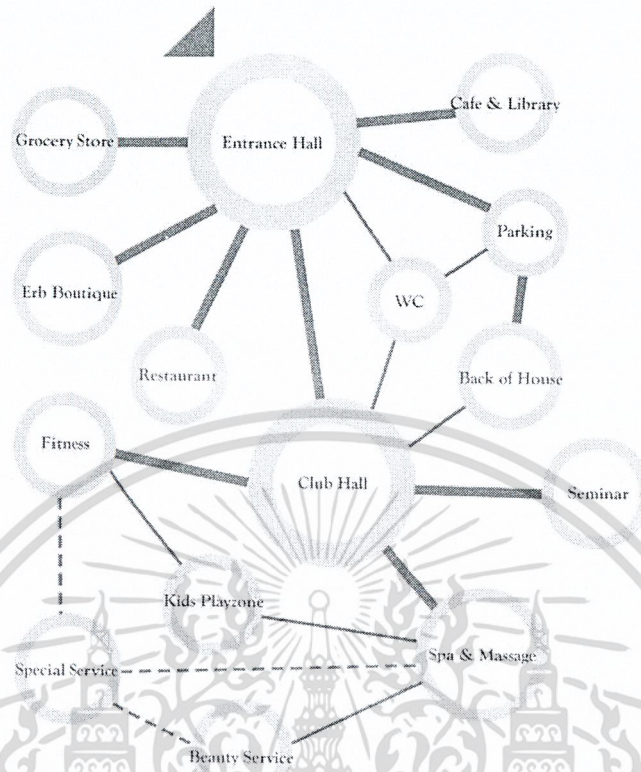 Cafe & Library
Grocery Store
Entrance Hall
Parking
Erb Boutique
WC
Restaurant
Back of House
Fitness
Club Hall
Seminar
Kids Playzone
Spa & Massage
Special Service
Beauty Service